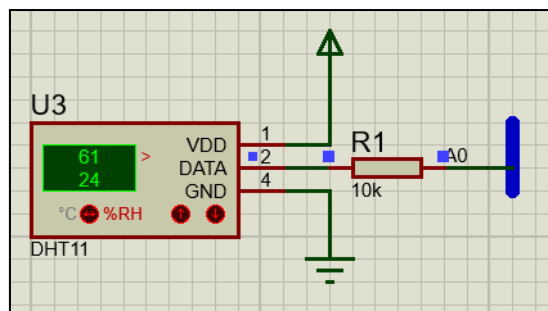 U3
VDD 1
61 > DATA 2 R1 A0
24 GND 4 10k
°C %RH
DHT11